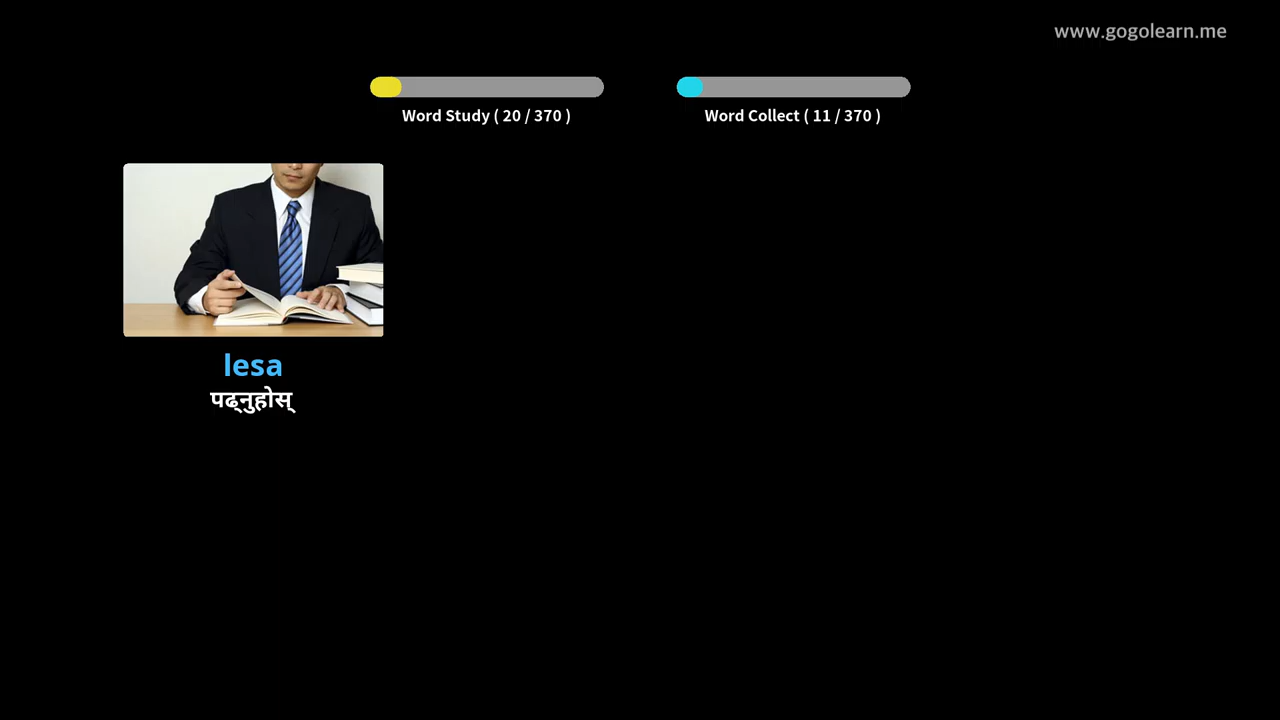 www.gogolearn.me
Word Study ( 20 / 370 )
Word Collect ( 11 / 370 )
lesa
पढ्नुहोस्